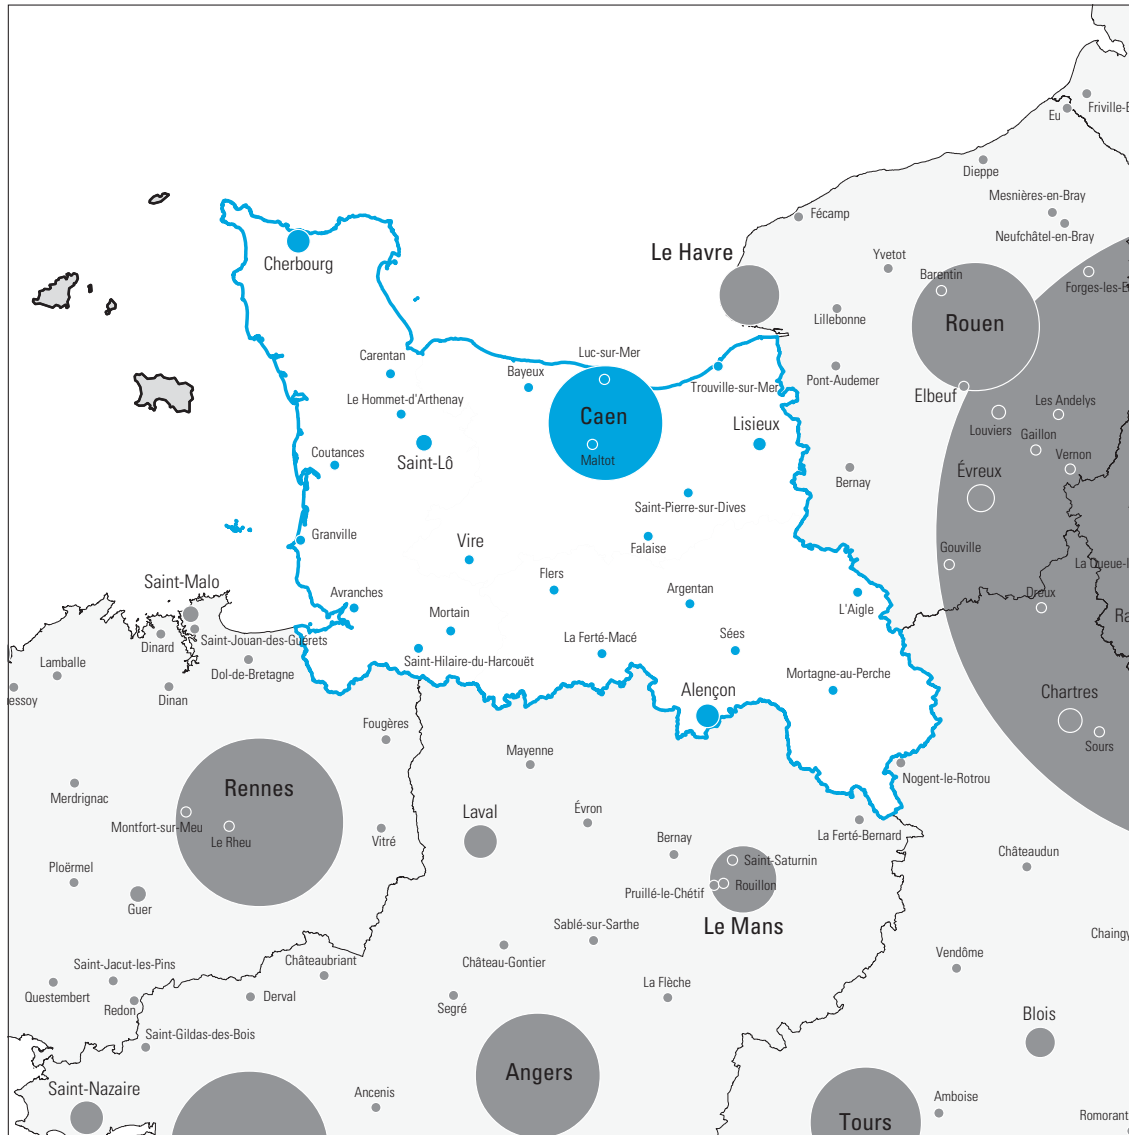 Friville-E
Eu
Dieppe
Mesnières-en-Bray
Fécamp
Neufchâtel-en-Bray
Le Havre
Yvetot
Cherbourg
Barentin
Forges-les-E
Lillebonne
Rouen
Luc-sur-Mer
Carentan
Bayeux
Trouville-sur-Mer
Pont-Audemer
Elbeuf
Le Hommet-d'Arthenay
Les Andelys
Caen
Lisieux
Louviers
Gaillon
Coutances
Saint-Lô
Maltot
Vernon
Évreux
Bernay
Saint-Pierre-sur-Dives
Granville
Vire
Falaise
Gouville
La Queue-l
Saint-Malo
Flers
Avranches
Argentan
Dreux
Mortain
L'Aigle
Ra
Saint-Jouan-des-Guérets
Dinard
La Ferté-Macé
Sées
Lamballe
Dol-de-Bretagne
Saint-Hilaire-du-Harcouët
Mortagne-au-Perche
essoy
Dinan
Alençon
Chartres
Fougères
Sours
Mayenne
Nogent-le-Rotrou
Rennes
Merdrignac
Laval
Évron
Montfort-sur-Meu
Le Rheu
Vitré
Bernay
La Ferté-Bernard
Saint-Saturnin
Châteaudun
Ploërmel
Pruillé-le-Chétif
Rouillon
Guer
Le Mans
Sablé-sur-Sarthe
Chaingy
Saint-Jacut-les-Pins
Châteaubriant
Château-Gontier
Vendôme
La Flèche
Questembert
Redon
Derval
Segré
Blois
Saint-Gildas-des-Bois
Angers
Saint-Nazaire
Ancenis
Amboise
Romorant
Tours